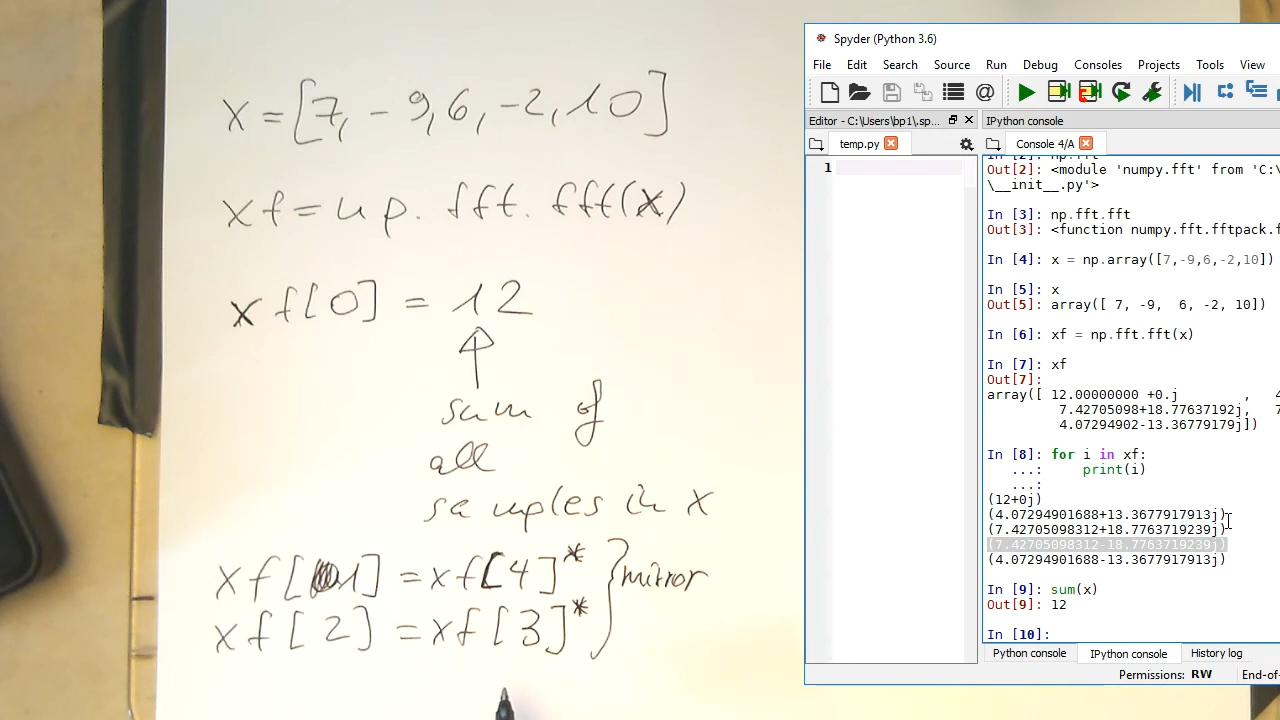 x = [7, -9, 6, -2, 10]
xf = np. fft. fft(x)
xf[0] = 12
sum of
all
samples in x
xf[1] = xf[4]*
xf[2] = xf[3]*
mirror
Spyder (Python 3.6)
File Edit Search Source Run Debug Consoles Projects Tools View
Editor - C:\Users\bp1\.sp...
IPython console
temp.py
Console 4/A
1
In [2]: np.fft
Out[2]: <module 'numpy.fft' from 'C:\
\__init__.py'>
In [3]: np.fft.fft
Out[3]: <function numpy.fft.fftpack.f
In [4]: x = np.array([7,-9,6,-2,10])
In [5]: x
Out[5]: array([ 7, -9,  6, -2, 10])
In [6]: xf = np.fft.fft(x)
In [7]: xf
Out[7]:
array([ 12.00000000 +0.j        ,   4
7.42705098+18.77637192j,   7
4.07294902-13.36779179j])
In [8]: for i in xf:
...:     print(i)
...:
(12+0j)
(4.07294901688+13.3677917913j)
(7.42705098312+18.7763719239j)
(7.42705098312-18.7763719239j)
(4.07294901688-13.3677917913j)
In [9]: sum(x)
Out[9]: 12
In [10]:
Python console IPython console History log
Permissions: RW End-of-